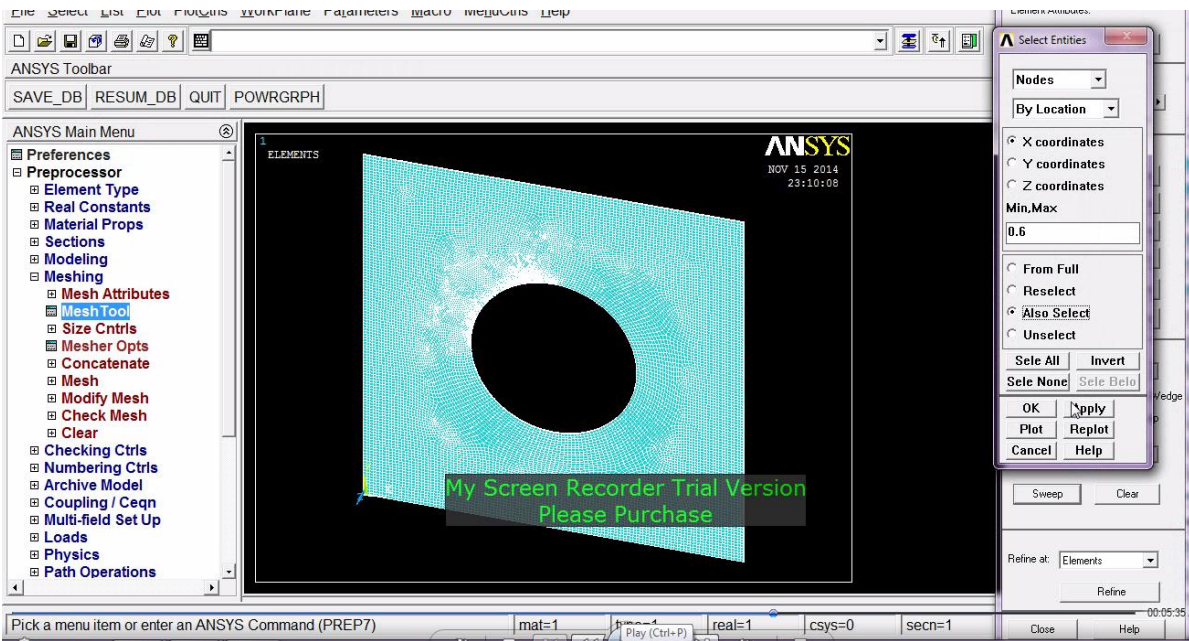 File Select List Plot PlotCtrls WorkPlane Parameters Macro MenuCtrls Help
Element Attributes:
ANSYS Toolbar
SAVE_DB RESUM_DB QUIT POWRGRPH
ANSYS Main Menu
Preferences
Preprocessor
Element Type
Real Constants
Material Props
Sections
Modeling
Meshing
Mesh Attributes
MeshTool
Size Cntrls
Mesher Opts
Concatenate
Mesh
Modify Mesh
Check Mesh
Clear
Checking Ctrls
Numbering Ctrls
Archive Model
Coupling / Ceqn
Multi-field Set Up
Loads
Physics
Path Operations
1
ELEMENTS
ANSYS
NOV 15 2014
23:10:08
My Screen Recorder Trial Version
Please Purchase
Select Entities
Nodes
By Location
X coordinates
Y coordinates
Z coordinates
Min,Max
0.6
From Full
Reselect
Also Select
Unselect
Sele All Invert
Sele None Sele Belo
OK Apply
Plot Replot
Cancel Help
Sweep Clear
Refine at: Elements
Refine
00:05:35
Close Help
Pick a menu item or enter an ANSYS Command (PREP7)
mat=1 real=1 csys=0 secn=1
Play (Ctrl+P)